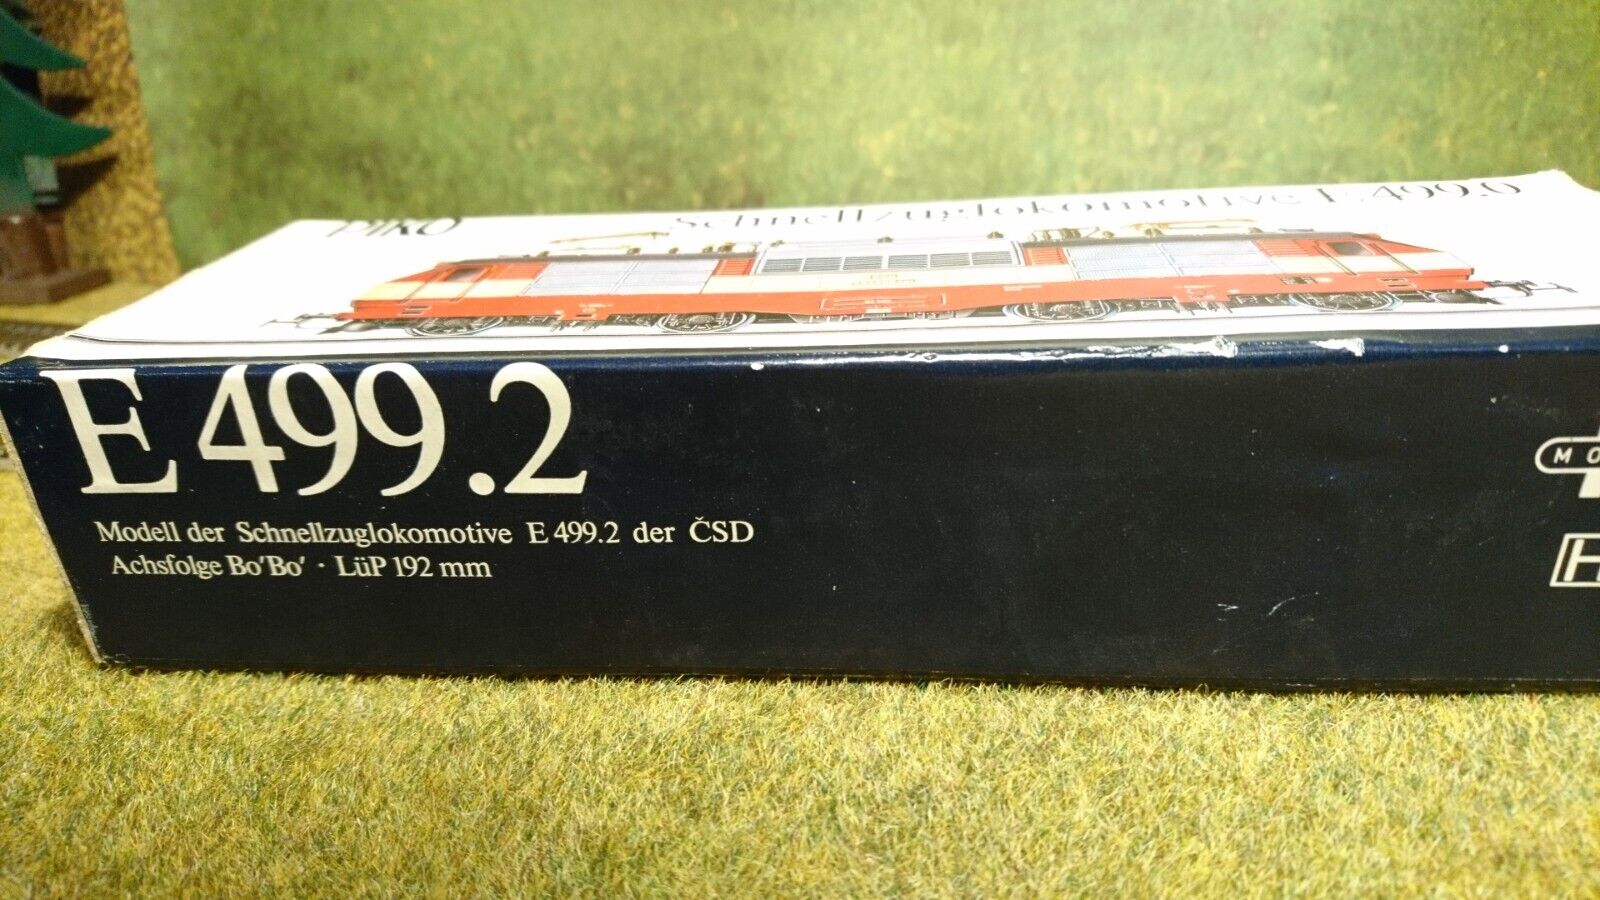 PIKO
Schnellzuglokomotive E 499.0
E 499.2
Modell der Schnellzuglokomotive E 499.2 der ČSD
Achsfolge Bo'Bo' · LüP 192 mm
MO
H